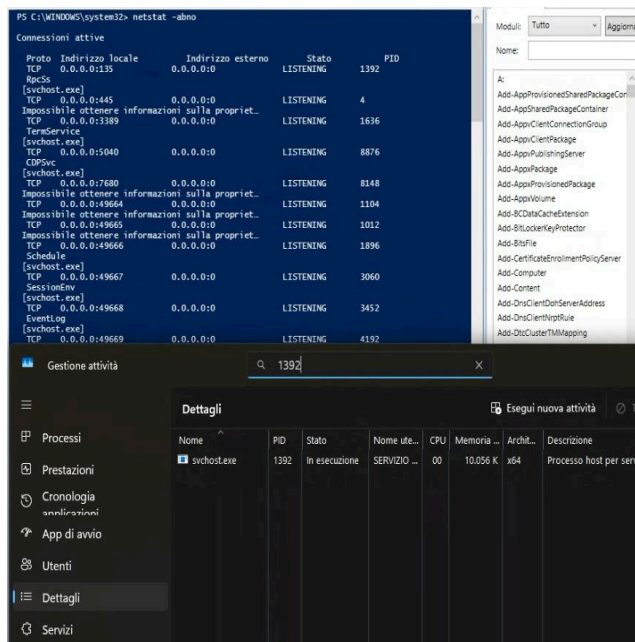 PS C:\WINDOWS\system32> netstat -abno
Connessioni attive
Proto Indirizzo locale Indirizzo esterno Stato PID
TCP 0.0.0.0:135 0.0.0.0:0 LISTENING 1392
RpcSs
[svchost.exe]
TCP 0.0.0.0:445 0.0.0.0:0 LISTENING 4
Impossibile ottenere informazioni sulla propriet…
TCP 0.0.0.0:3389 0.0.0.0:0 LISTENING 1636
TermService
[svchost.exe]
TCP 0.0.0.0:5040 0.0.0.0:0 LISTENING 8876
CDPSvc
[svchost.exe]
TCP 0.0.0.0:7680 0.0.0.0:0 LISTENING 8148
Impossibile ottenere informazioni sulla propriet…
TCP 0.0.0.0:49664 0.0.0.0:0 LISTENING 1104
Impossibile ottenere informazioni sulla propriet…
TCP 0.0.0.0:49665 0.0.0.0:0 LISTENING 1012
Impossibile ottenere informazioni sulla propriet…
TCP 0.0.0.0:49666 0.0.0.0:0 LISTENING 1896
Schedule
[svchost.exe]
TCP 0.0.0.0:49667 0.0.0.0:0 LISTENING 3060
SessionEnv
[svchost.exe]
TCP 0.0.0.0:49668 0.0.0.0:0 LISTENING 3452
EventLog
[svchost.exe]
TCP 0.0.0.0:49669 0.0.0.0:0 LISTENING 4192
Moduli: Tutto Aggiorna
Nome:
A:
Add-AppProvisionedSharedPackageCon
Add-AppSharedPackageContainer
Add-AppvClientConnectionGroup
Add-AppvClientPackage
Add-AppvPublishingServer
Add-AppxPackage
Add-AppxProvisionedPackage
Add-AppxVolume
Add-BCDataCacheExtension
Add-BitLockerKeyProtector
Add-BitsFile
Add-CertificateEnrollmentPolicyServer
Add-Computer
Add-Content
Add-DnsClientDohServerAddress
Add-DnsClientNrptRule
Add-DtcClusterTMMapping
Gestione attività 1392
Dettagli Esegui nuova attività T
Nome PID Stato Nome ute... CPU Memoria ... Archit... Descrizione
svchost.exe 1392 In esecuzione SERVIZIO ... 00 10.056 K x64 Processo host per serv
Processi
Prestazioni
Cronologia
applicazioni
App di avvio
Utenti
Dettagli
Servizi